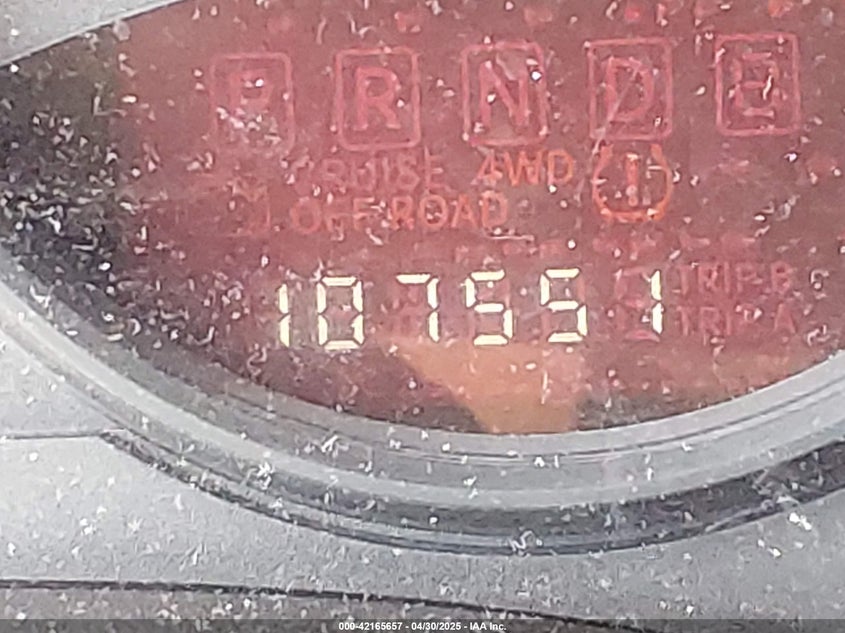 P R N D E
CRUISE 4WD
OFF ROAD
107551
TRIP B
TRIP A
000-42165657 - 04/30/2025 - IAA Inc.